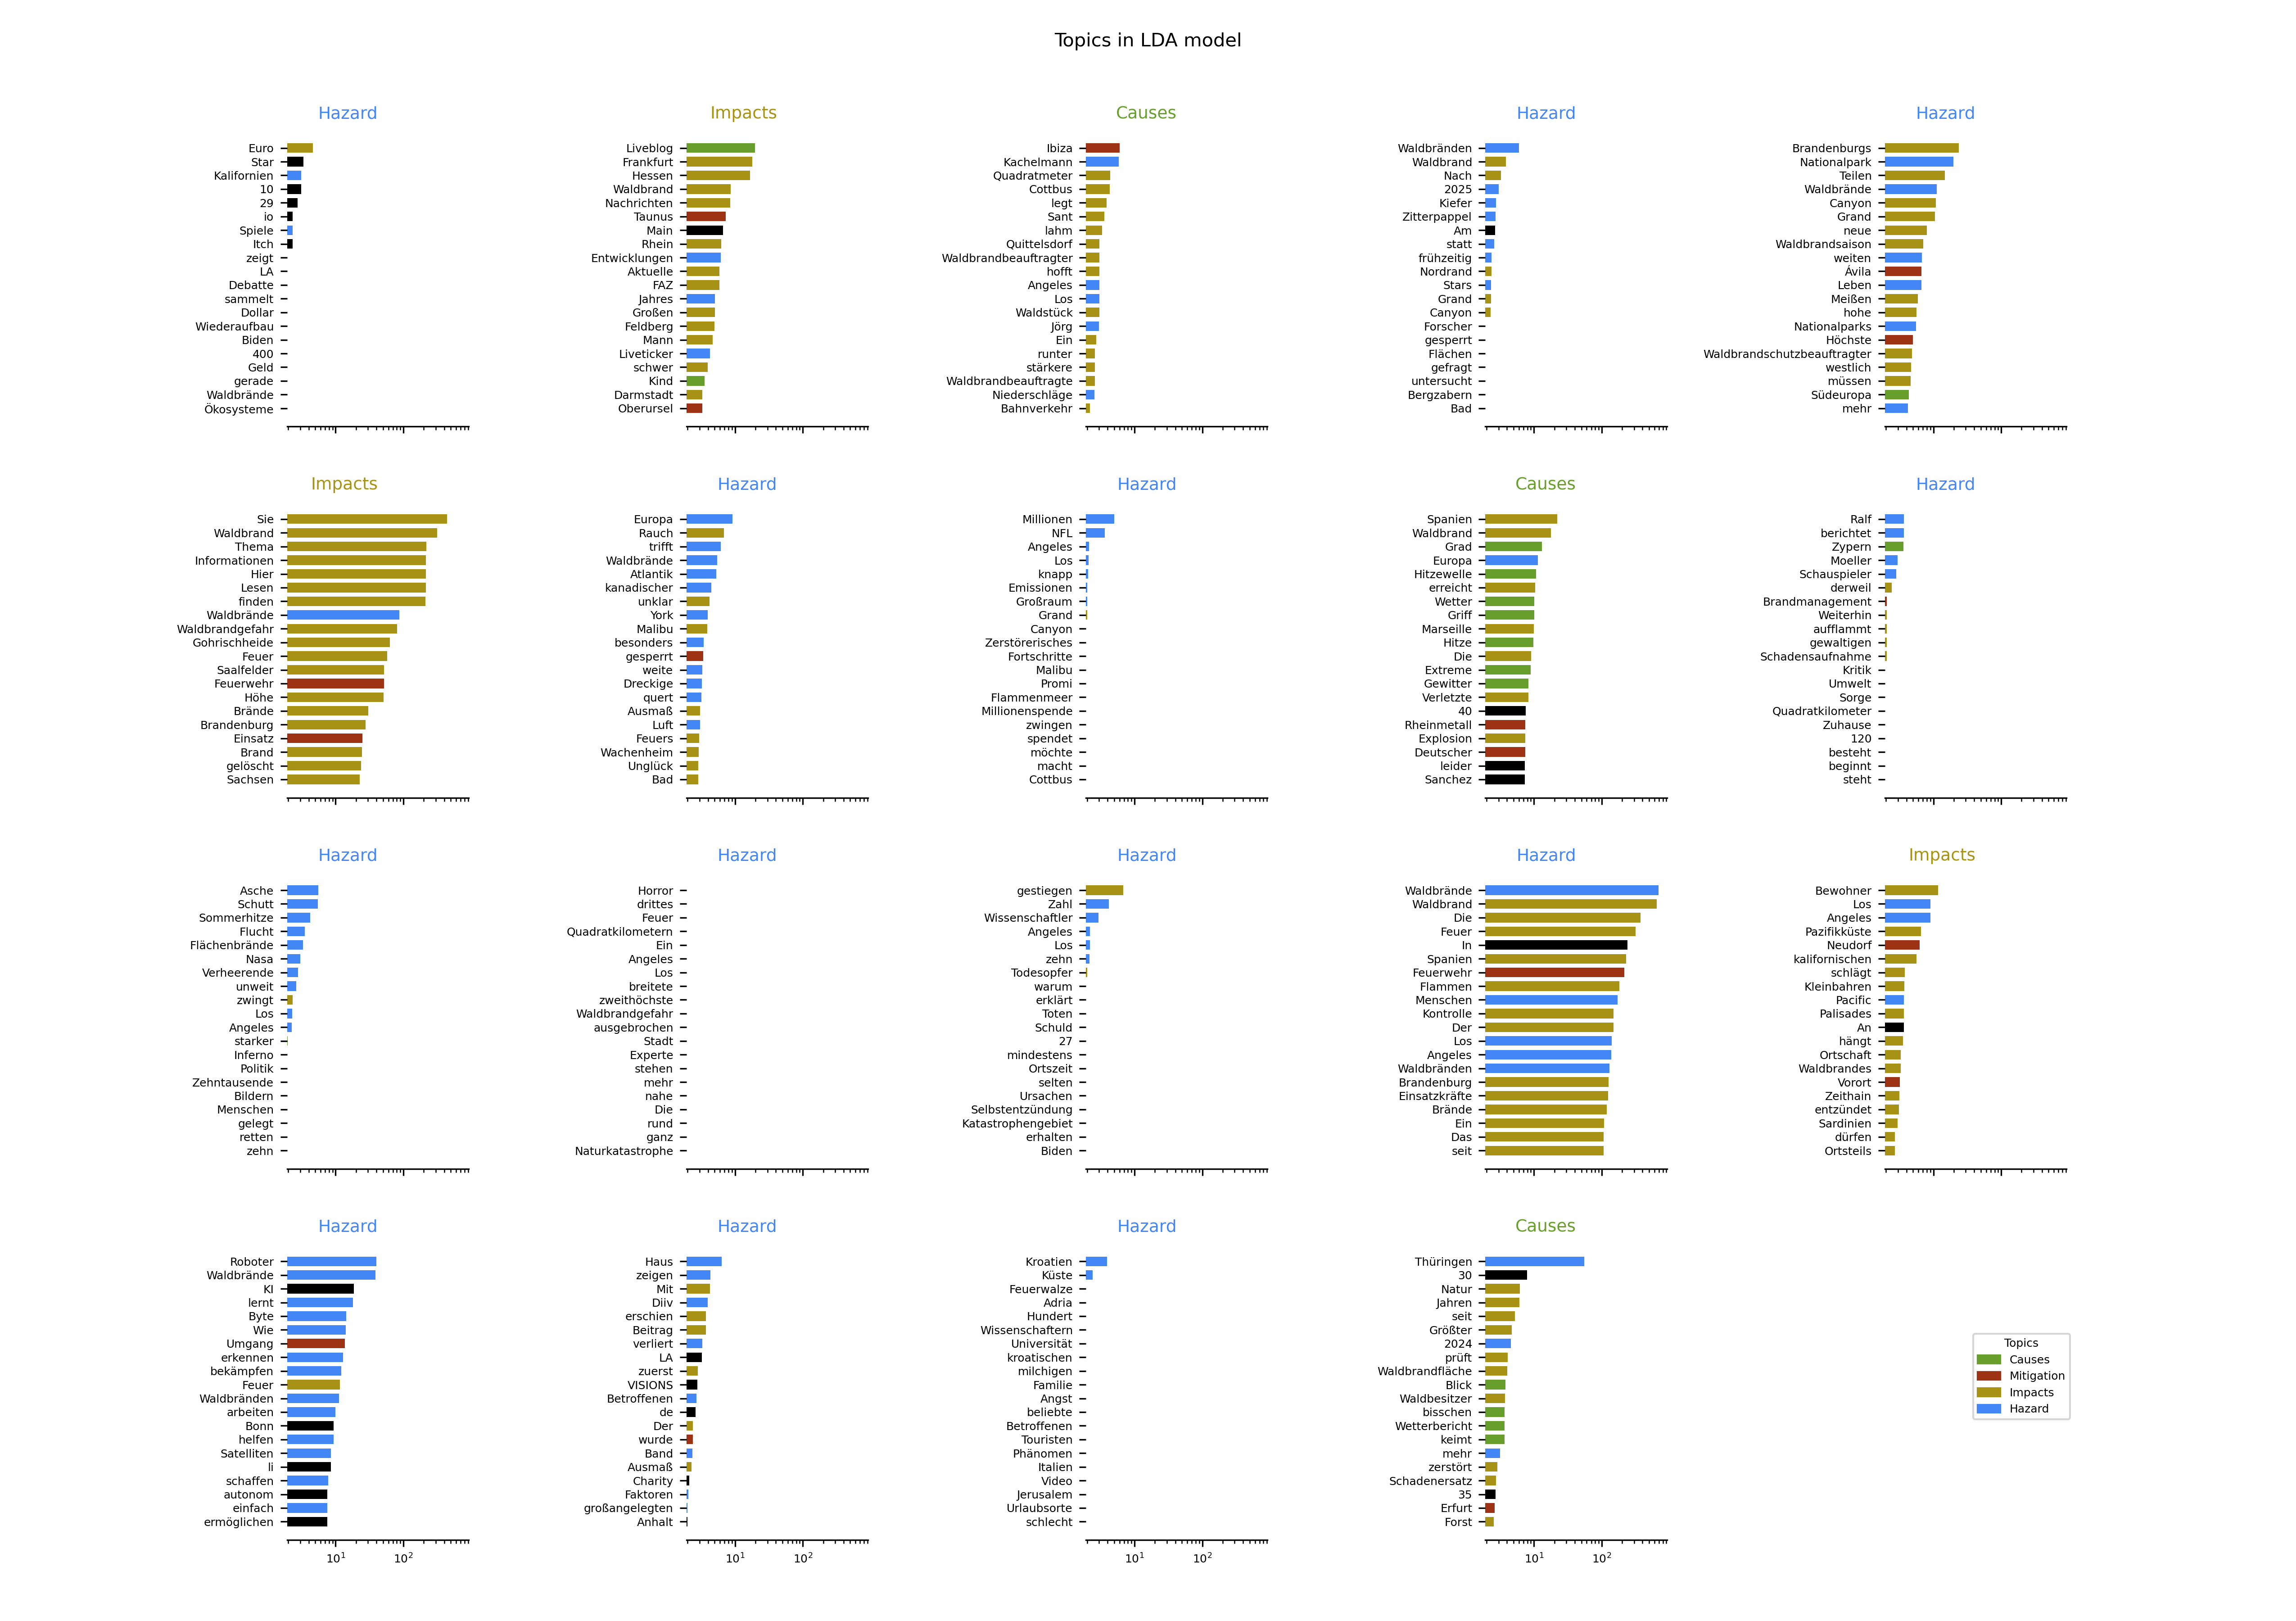 Topics in LDA model
Hazard
Euro
Star
Kalifornien
10
29
io
Spiele
Itch
zeigt
LA
Debatte
sammelt
Dollar
Wiederaufbau
Biden
400
Geld
gerade
Waldbrände
Ökosysteme
Impacts
Liveblog
Frankfurt
Hessen
Waldbrand
Nachrichten
Taunus
Main
Rhein
Entwicklungen
Aktuelle
FAZ
Jahres
Großen
Feldberg
Mann
Liveticker
schwer
Kind
Darmstadt
Oberursel
Causes
Ibiza
Kachelmann
Quadratmeter
Cottbus
legt
Sant
lahm
Quittelsdorf
Waldbrandbeauftragter
hofft
Angeles
Los
Waldstück
Jörg
Ein
runter
stärkere
Waldbrandbeauftragte
Niederschläge
Bahnverkehr
Hazard
Waldbränden
Waldbrand
Nach
2025
Kiefer
Zitterpappel
Am
statt
frühzeitig
Nordrand
Stars
Grand
Canyon
Forscher
gesperrt
Flächen
gefragt
untersucht
Bergzabern
Bad
Hazard
Brandenburgs
Nationalpark
Teilen
Waldbrände
Canyon
Grand
neue
Waldbrandsaison
weiten
Ávila
Leben
Meißen
hohe
Nationalparks
Höchste
Waldbrandschutzbeauftragter
westlich
müssen
Südeuropa
mehr
Impacts
Sie
Waldbrand
Thema
Informationen
Hier
Lesen
finden
Waldbrände
Waldbrandgefahr
Gohrischheide
Feuer
Saalfelder
Feuerwehr
Höhe
Brände
Brandenburg
Einsatz
Brand
gelöscht
Sachsen
Hazard
Europa
Rauch
trifft
Waldbrände
Atlantik
kanadischer
unklar
York
Malibu
besonders
gesperrt
weite
Dreckige
quert
Ausmaß
Luft
Feuers
Wachenheim
Unglück
Bad
Hazard
Millionen
NFL
Angeles
Los
knapp
Emissionen
Großraum
Grand
Canyon
Zerstörerisches
Fortschritte
Malibu
Promi
Flammenmeer
Millionenspende
zwingen
spendet
möchte
macht
Cottbus
Causes
Spanien
Waldbrand
Grad
Europa
Hitzewelle
erreicht
Wetter
Griff
Marseille
Hitze
Die
Extreme
Gewitter
Verletzte
40
Rheinmetall
Explosion
Deutscher
leider
Sanchez
Hazard
Ralf
berichtet
Zypern
Moeller
Schauspieler
derweil
Brandmanagement
Weiterhin
aufflammt
gewaltigen
Schadensaufnahme
Kritik
Umwelt
Sorge
Quadratkilometer
Zuhause
120
besteht
beginnt
steht
Hazard
Asche
Schutt
Sommerhitze
Flucht
Flächenbrände
Nasa
Verheerende
unweit
zwingt
Los
Angeles
starker
Inferno
Politik
Zehntausende
Bildern
Menschen
gelegt
retten
zehn
Hazard
Horror
drittes
Feuer
Quadratkilometern
Ein
Angeles
Los
breitete
zweithöchste
Waldbrandgefahr
ausgebrochen
Stadt
Experte
stehen
mehr
nahe
Die
rund
ganz
Naturkatastrophe
Hazard
gestiegen
Zahl
Wissenschaftler
Angeles
Los
zehn
Todesopfer
warum
erklärt
Toten
Schuld
27
mindestens
Ortszeit
selten
Ursachen
Selbstentzündung
Katastrophengebiet
erhalten
Biden
Hazard
Waldbrände
Waldbrand
Die
Feuer
In
Spanien
Feuerwehr
Flammen
Menschen
Kontrolle
Der
Los
Angeles
Waldbränden
Brandenburg
Einsatzkräfte
Brände
Ein
Das
seit
Impacts
Bewohner
Los
Angeles
Pazifikküste
Neudorf
kalifornischen
schlägt
Kleinbahren
Pacific
Palisades
An
hängt
Ortschaft
Waldbrandes
Vorort
Zeithain
entzündet
Sardinien
dürfen
Ortsteils
Hazard
Roboter
Waldbrände
KI
lernt
Byte
Wie
Umgang
erkennen
bekämpfen
Feuer
Waldbränden
arbeiten
Bonn
helfen
Satelliten
li
schaffen
autonom
einfach
ermöglichen
10¹ 10²
Hazard
Haus
zeigen
Mit
Diiv
erschien
Beitrag
verliert
LA
zuerst
VISIONS
Betroffenen
de
Der
wurde
Band
Ausmaß
Charity
Faktoren
großangelegten
Anhalt
10¹ 10²
Hazard
Kroatien
Küste
Feuerwalze
Adria
Hundert
Wissenschaftern
Universität
kroatischen
milchigen
Familie
Angst
beliebte
Betroffenen
Touristen
Phänomen
Italien
Video
Jerusalem
Urlaubsorte
schlecht
10¹ 10²
Causes
Thüringen
30
Natur
Jahren
seit
Größter
2024
prüft
Waldbrandfläche
Blick
Waldbesitzer
bisschen
Wetterbericht
keimt
mehr
zerstört
Schadenersatz
35
Erfurt
Forst
10¹ 10²
Topics
Causes
Mitigation
Impacts
Hazard